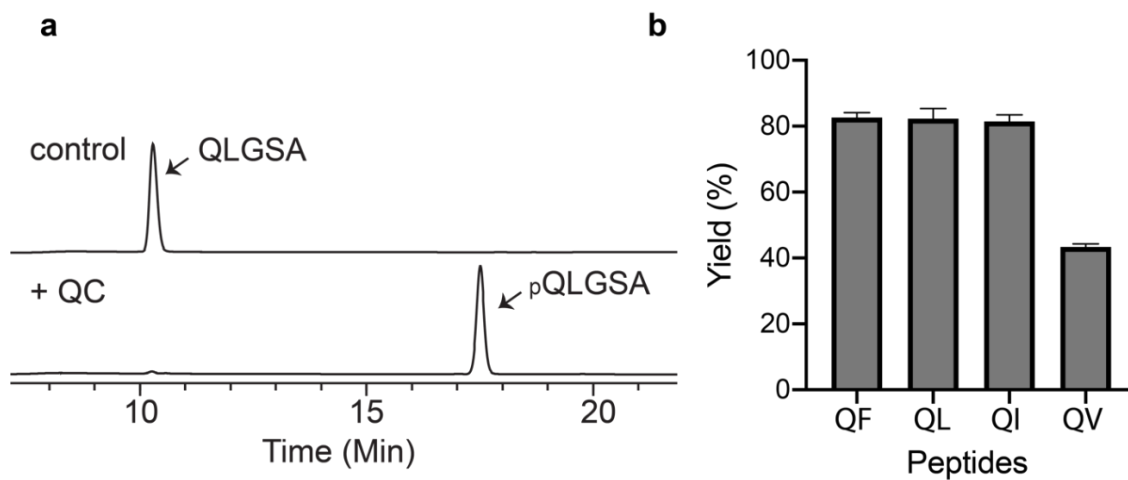 a
control
QLGSA
+ QC
pQLGSA
10
15
20
Time (Min)
b
100
80
60
40
20
0
Yield (%)
QF
QL
QI
QV
Peptides